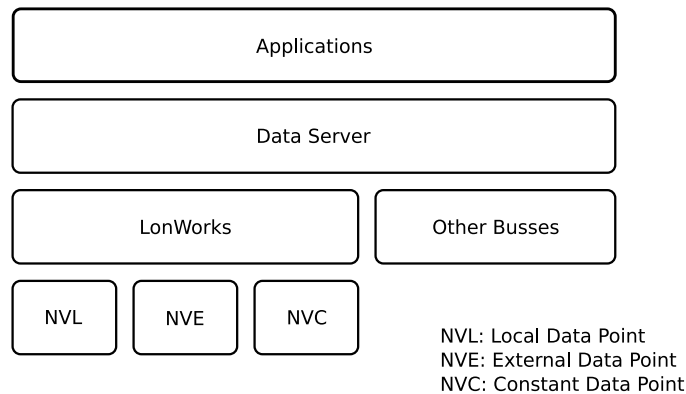 Applications
Data Server
LonWorks
Other Busses
NVL
NVE
NVC
NVL: Local Data Point
NVE: External Data Point
NVC: Constant Data Point